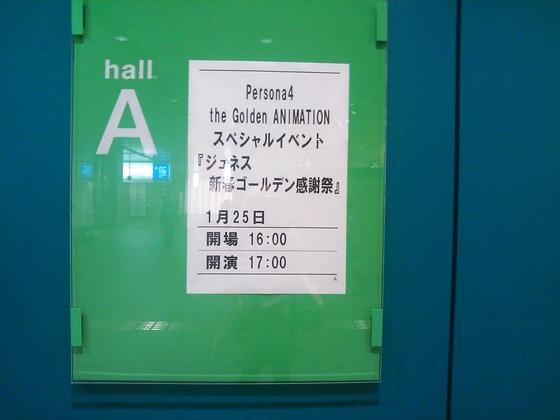 hall
A
Persona4
the Golden ANIMATION
スペシャルイベント
『ジュネス
新春ゴールデン感謝祭』
1月25日
開場 16:00
開演 17:00
A